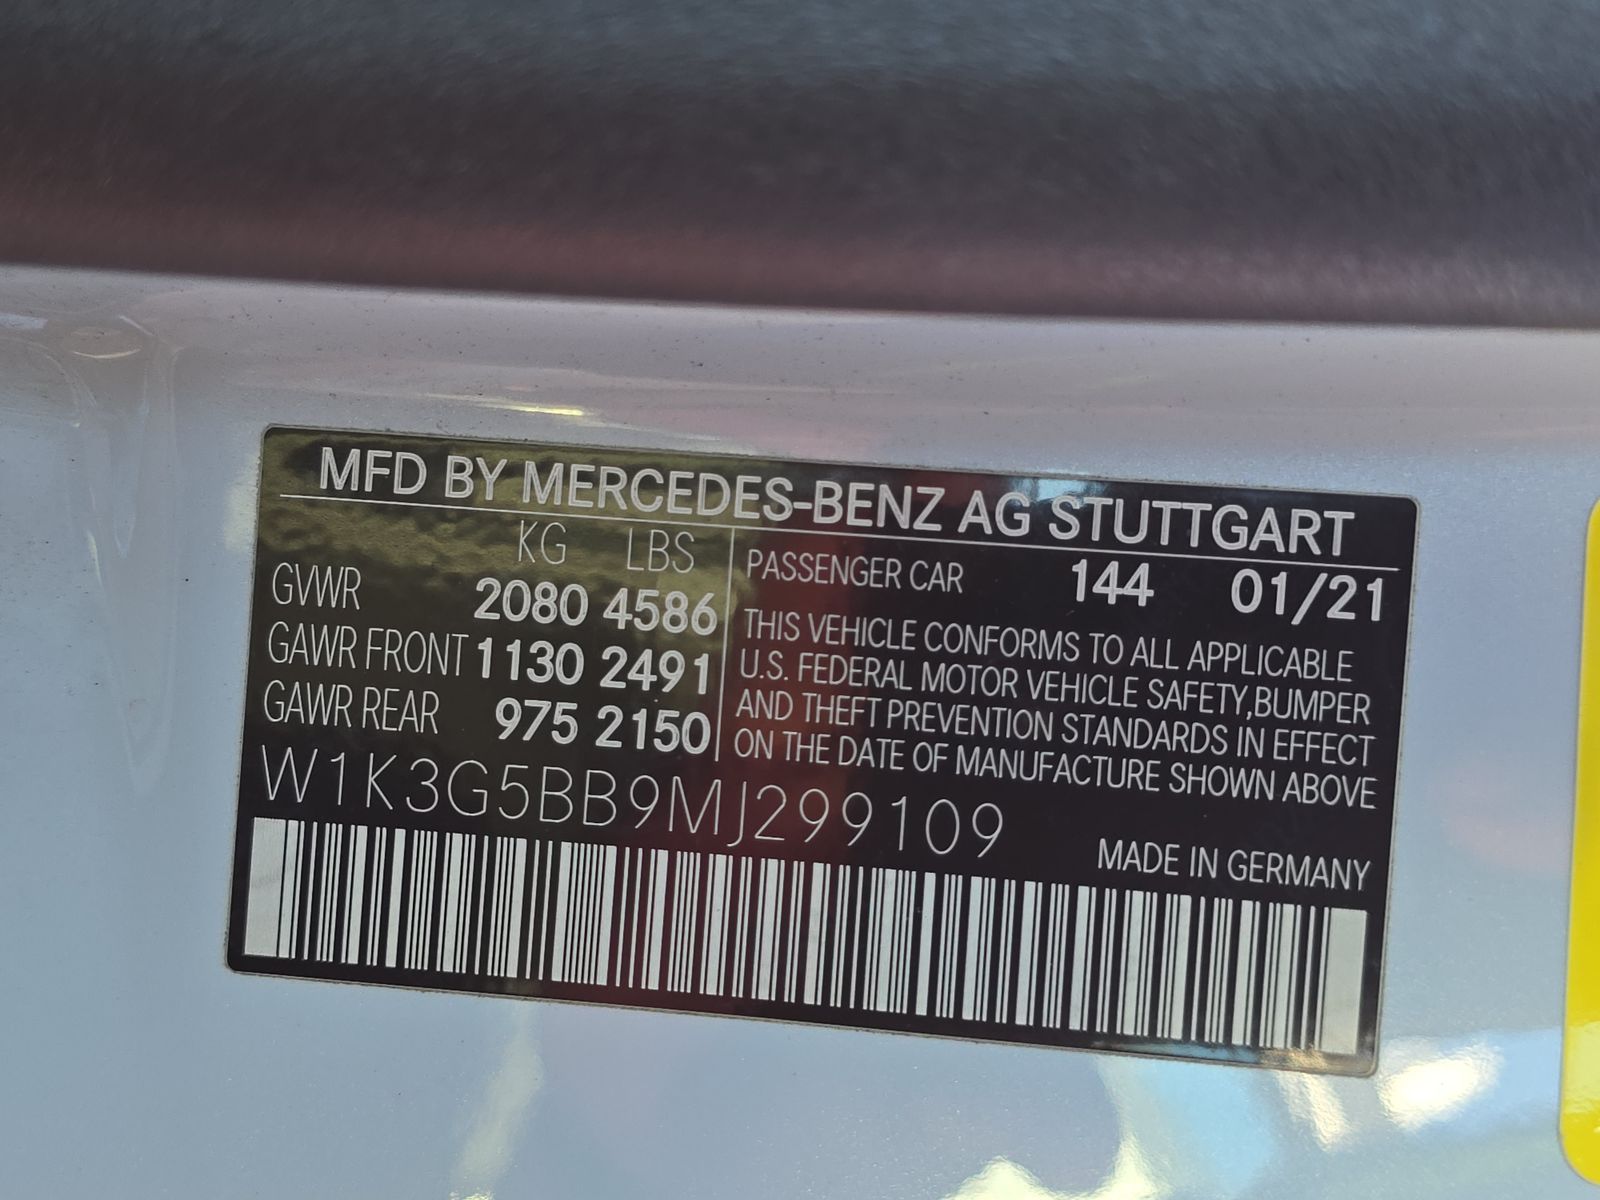 MFD BY MERCEDES-BENZ AG STUTTGART
KG LBS
GVWR 2080 4586
GAWR FRONT 1130 2491
GAWR REAR 975 2150
PASSENGER CAR 144 01/21
THIS VEHICLE CONFORMS TO ALL APPLICABLE
U.S. FEDERAL MOTOR VEHICLE SAFETY,BUMPER
AND THEFT PREVENTION STANDARDS IN EFFECT
ON THE DATE OF MANUFACTURE SHOWN ABOVE
W1K3G5BB9MJ299109
MADE IN GERMANY